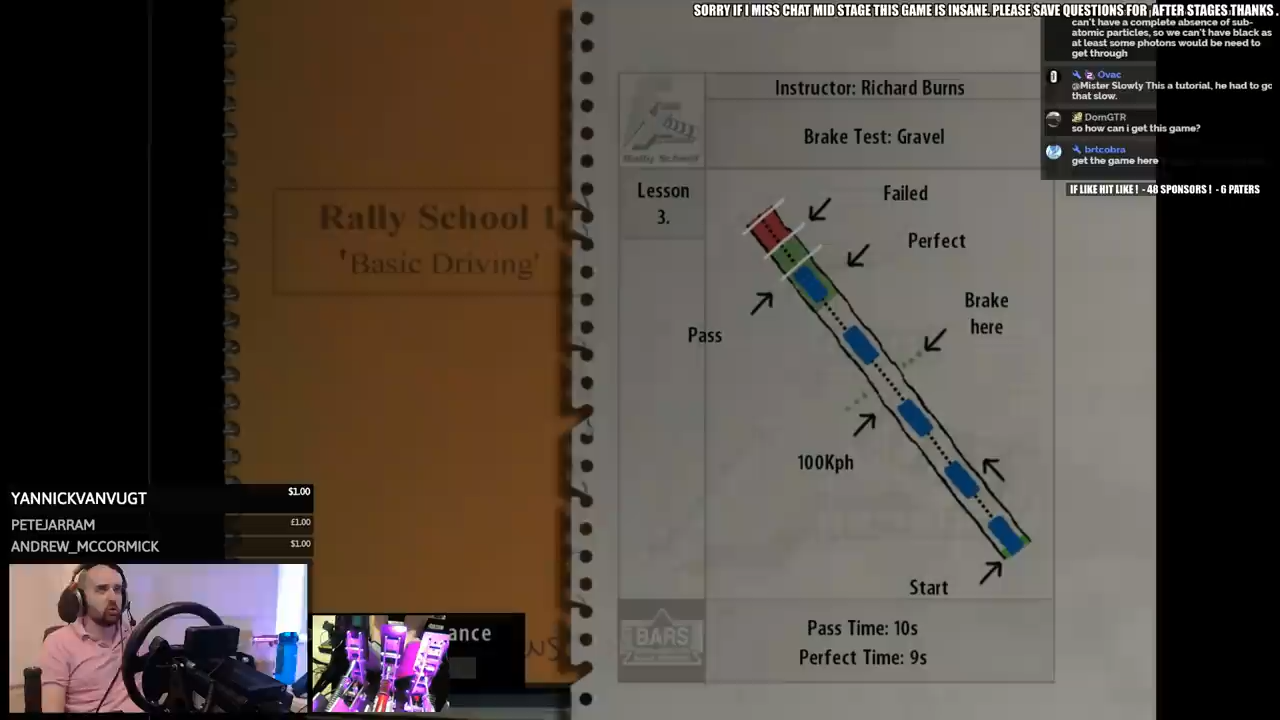 SORRY IF I MISS CHAT MID STAGE THIS GAME IS INSANE. PLEASE SAVE QUESTIONS FOR AFTER STAGES THANKS .
can't have a complete absence of sub-
atomic particles, so we can't have black as
at least some photons would be need to
get through
Ovac
@Mister Slowly This a tutorial, he had to go
that slow.
DomGTR
so how can i get this game?
brtcobra
get the game here
IF LIKE HIT LIKE ! - 40 SPONSORS ! - 6 PATERS
Instructor: Richard Burns
Rally School
Brake Test: Gravel
Lesson
3.
Failed
Perfect
Brake
here
Pass
100Kph
Start
BARS
Pass Time: 10s
Perfect Time: 9s
Rally School 1
'Basic Driving'
YANNICKVANVUGT $1.00
PETEJARRAM £1.00
ANDREW_MCCORMICK $1.00
ance